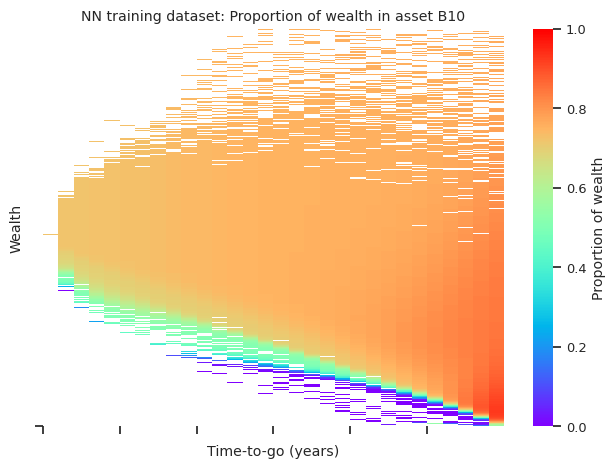 NN training dataset: Proportion of wealth in asset B10
Wealth
Time-to-go (years)
1.0
0.8
0.6
0.4
0.2
0.0
Proportion of wealth